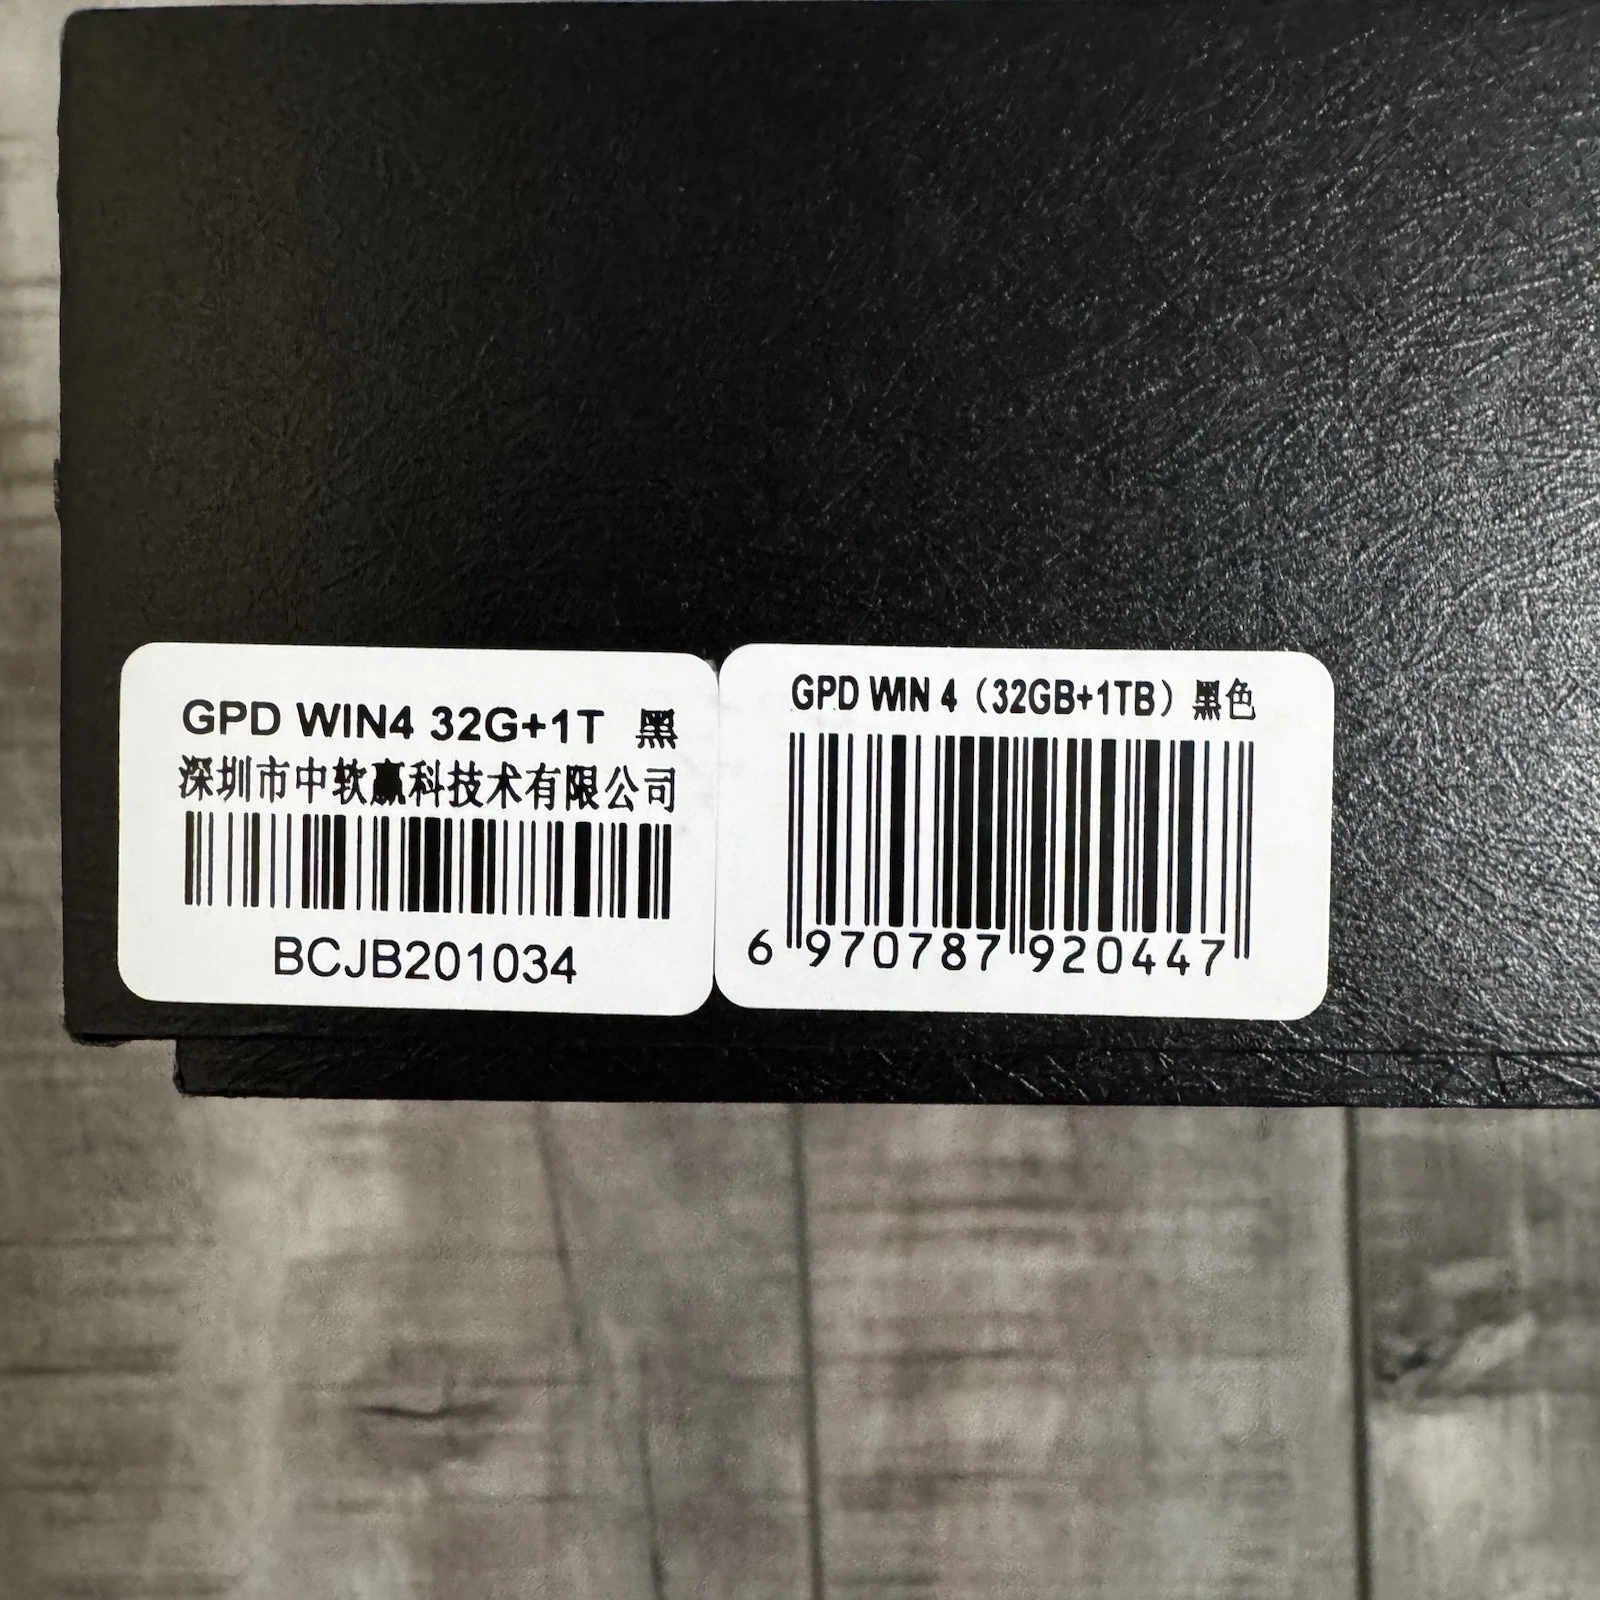 GPD WIN4 32G+1T 黑
深圳市中软赢科技术有限公司
BCJB201034
GPD WIN 4（32GB+1TB）黑色
6 970787 920447